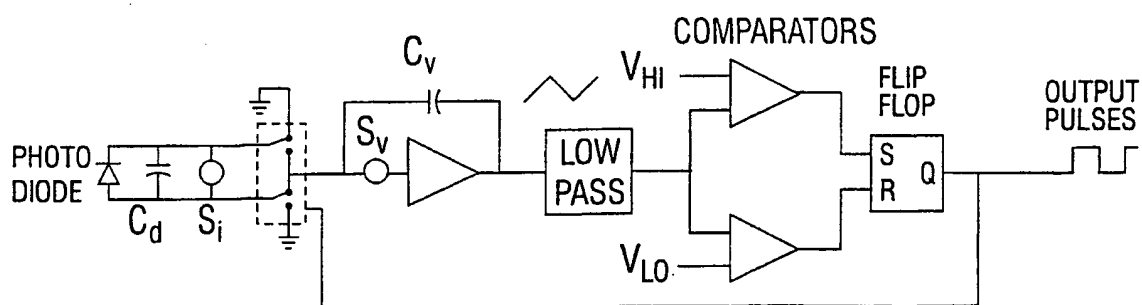 COMPARATORS
C_v
V_HI
FLIP
FLOP
OUTPUT
PULSES
PHOTO
DIODE
S_v
LOW
PASS
S
Q
R
C_d
S_i
V_LO